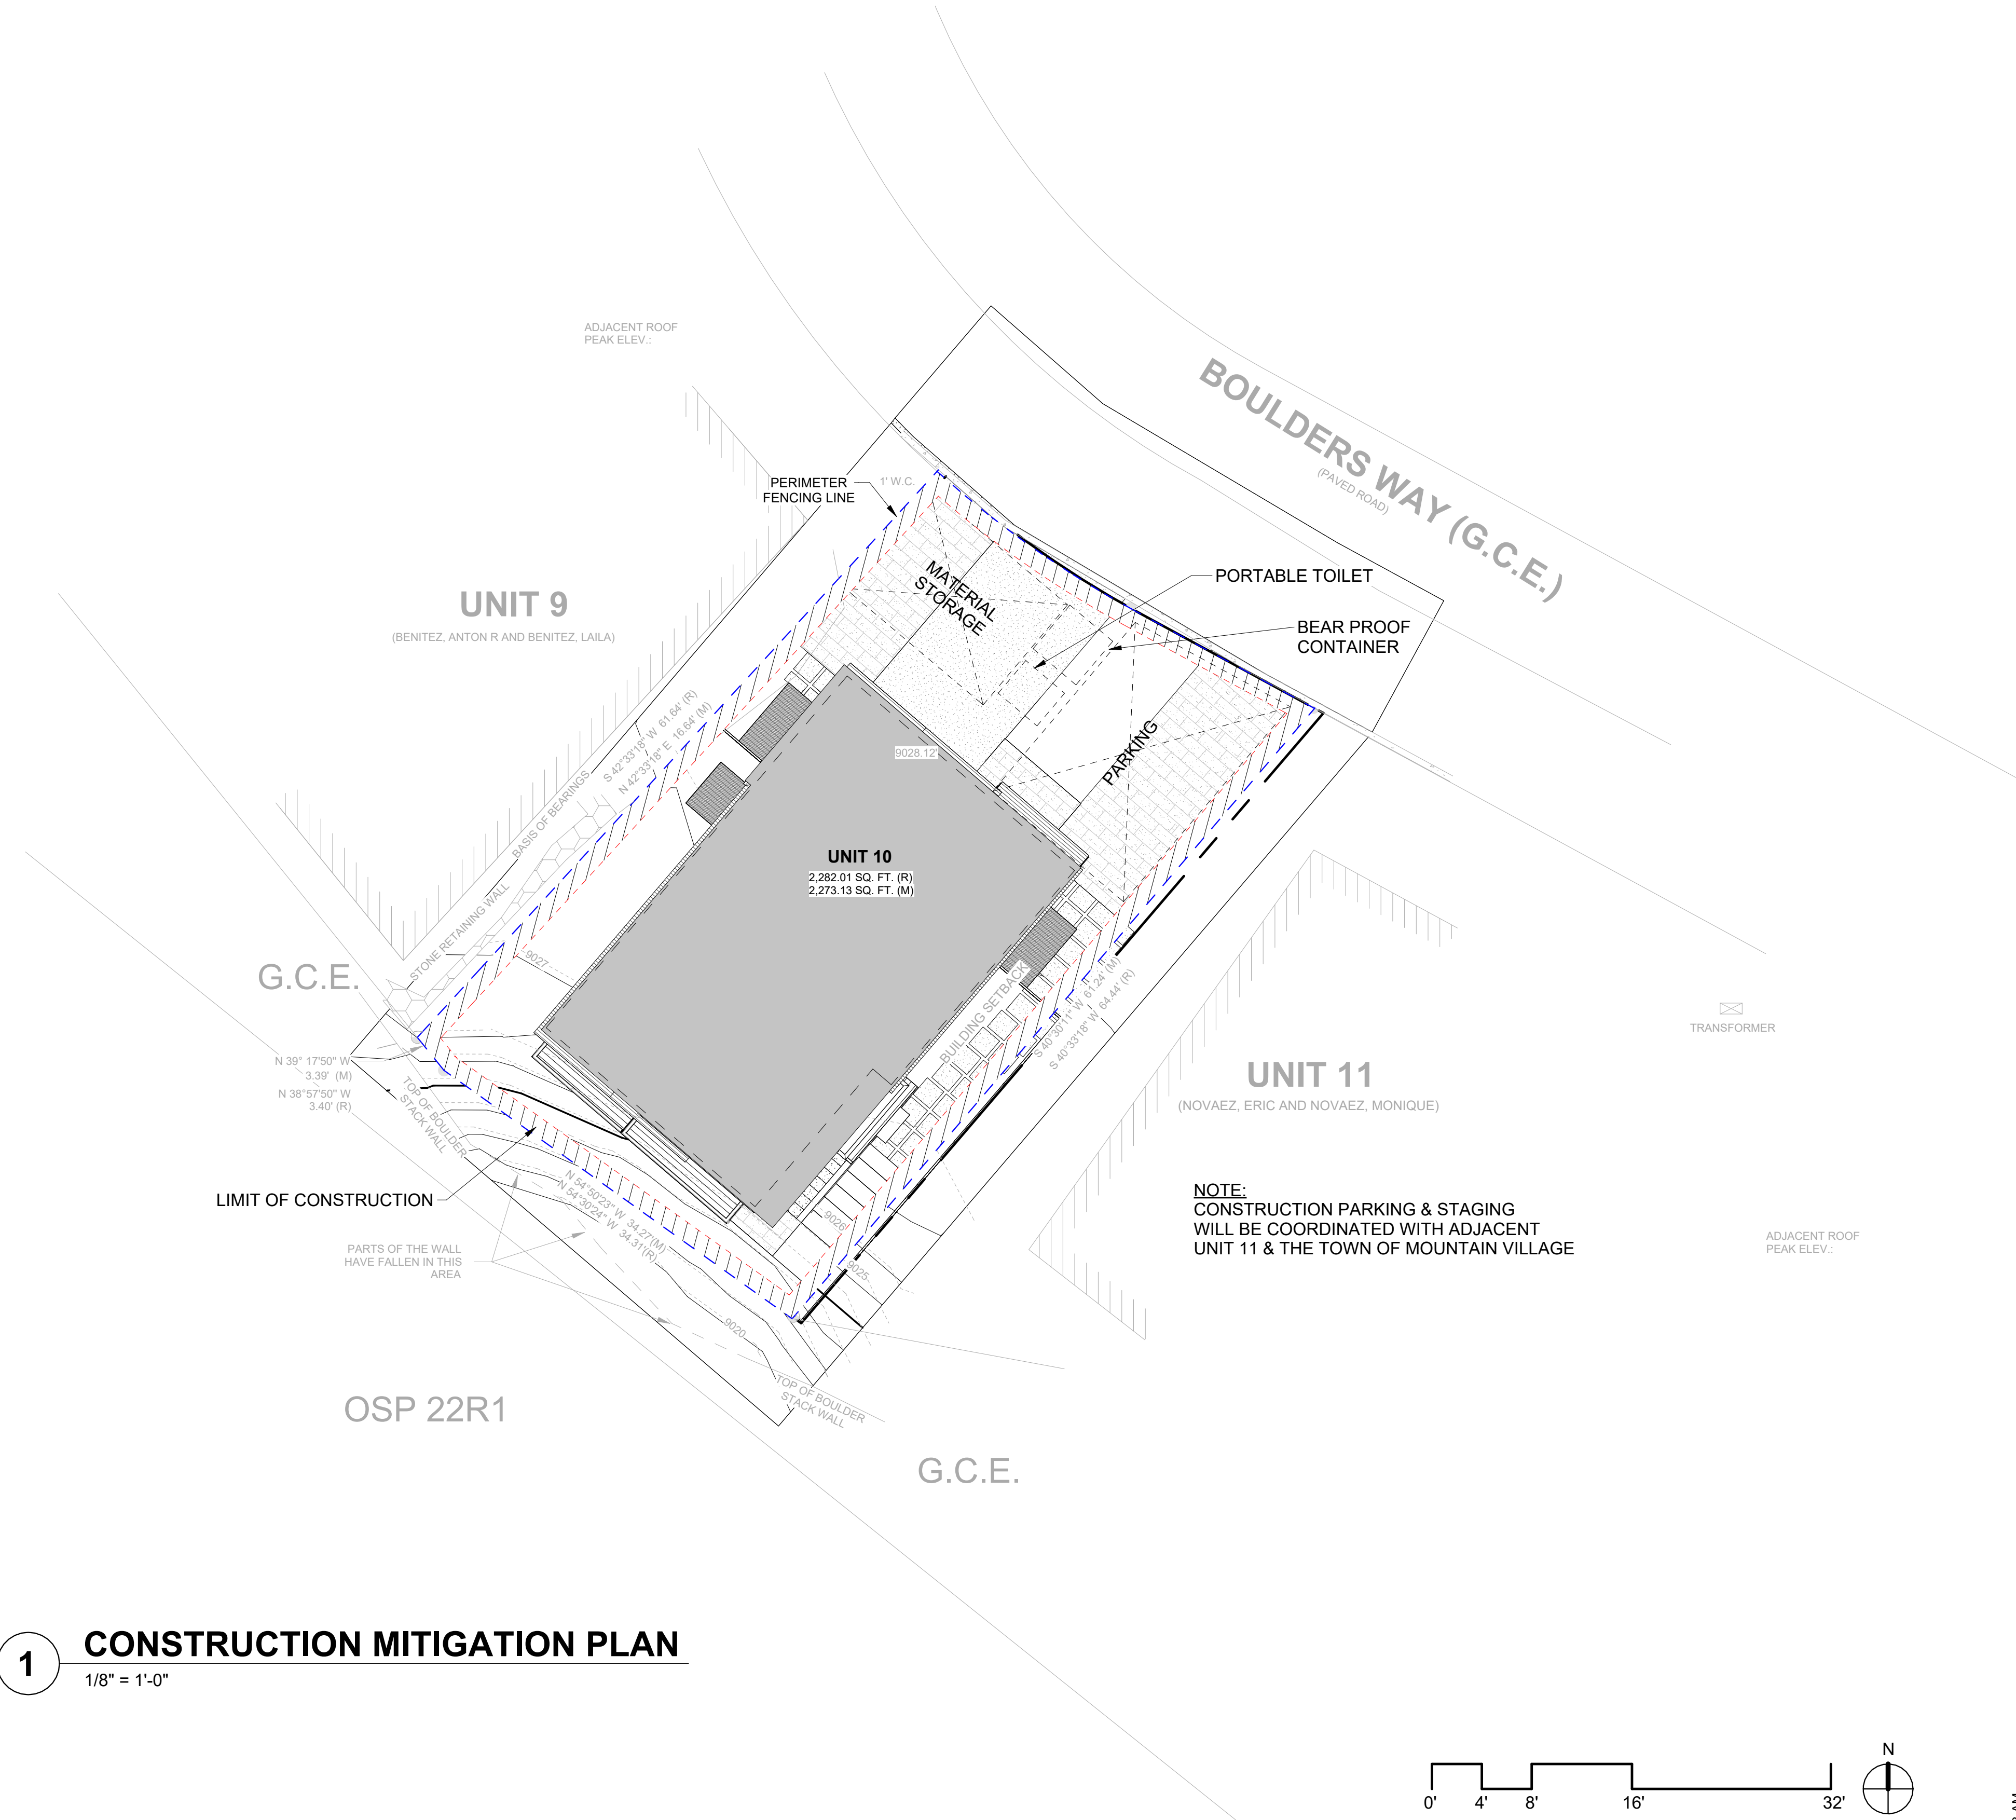 ADJACENT ROOF
PEAK ELEV.:
BOULDERS WAY (G.C.E.)
(PAVED ROAD)
PERIMETER
FENCING LINE
1' W.C.
MATERIAL
STORAGE
PORTABLE TOILET
BEAR PROOF
CONTAINER
UNIT 9
(BENITEZ, ANTON R AND BENITEZ, LAILA)
S 42°33'18" W 61.64' (R)
N 42°33'18" E 16.64' (M)
BASIS OF BEARINGS
STONE RETAINING WALL
PARKING
9028.12'
UNIT 10
2,282.01 SQ. FT. (R)
2,273.13 SQ. FT. (M)
9027
G.C.E.
BUILDING SETBACK
S 40°30'11" W 61.24' (M)
S 40°33'18" W 64.44' (R)
TRANSFORMER
UNIT 11
(NOVAEZ, ERIC AND NOVAEZ, MONIQUE)
N 39° 17'50" W
3.39' (M)
N 38°57'50" W
3.40' (R)
TOP OF BOULDER
STACK WALL
LIMIT OF CONSTRUCTION
N 54°50'23" W 34.27'(M)
N 54°30'24" W 34.31'(R)
PARTS OF THE WALL
HAVE FALLEN IN THIS
AREA
9026
9025
9020
NOTE:
CONSTRUCTION PARKING & STAGING
WILL BE COORDINATED WITH ADJACENT
UNIT 11 & THE TOWN OF MOUNTAIN VILLAGE
ADJACENT ROOF
PEAK ELEV.:
TOP OF BOULDER
STACK WALL
OSP 22R1
G.C.E.
1
CONSTRUCTION MITIGATION PLAN
1/8" = 1'-0"
0' 4' 8' 16' 32'
N